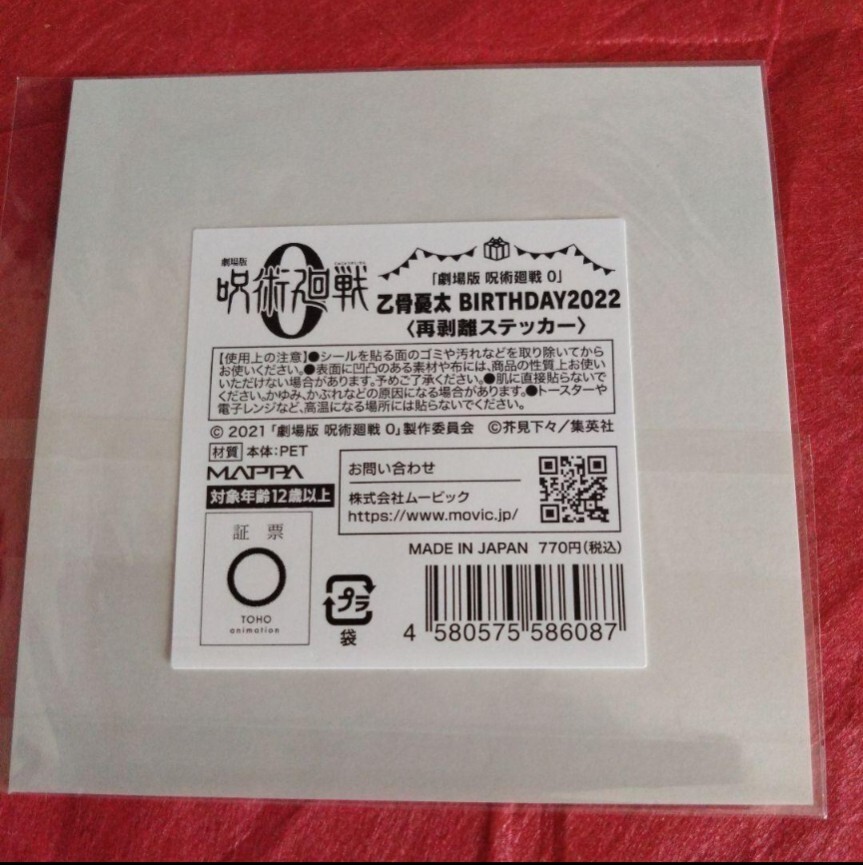 劇場版
呪術廻戦
0
「劇場版 呪術廻戦 0」
乙骨憂太 BIRTHDAY2022
〈再剥離ステッカー〉
【使用上の注意】●シールを貼る面のゴミや汚れなどを取り除いてから
お使いください。●表面に凹凸のある素材や布には、商品の性質上お使い
いただけない場合があります。予めご了承ください。●肌に直接貼らないで
ください。かゆみ、かぶれなどの原因になる場合があります。●トースターや
電子レンジなど、高温になる場所には貼らないでください。
© 2021「劇場版 呪術廻戦 0」製作委員会 ©芥見下々／集英社
材質 本体：PET
MAPPA
対象年齢12歳以上
お問い合わせ
株式会社ムービック
https://www.movic.jp/
証票
TOHO
animation
プラ
袋
MADE IN JAPAN 770円（税込）
4 580575 586087